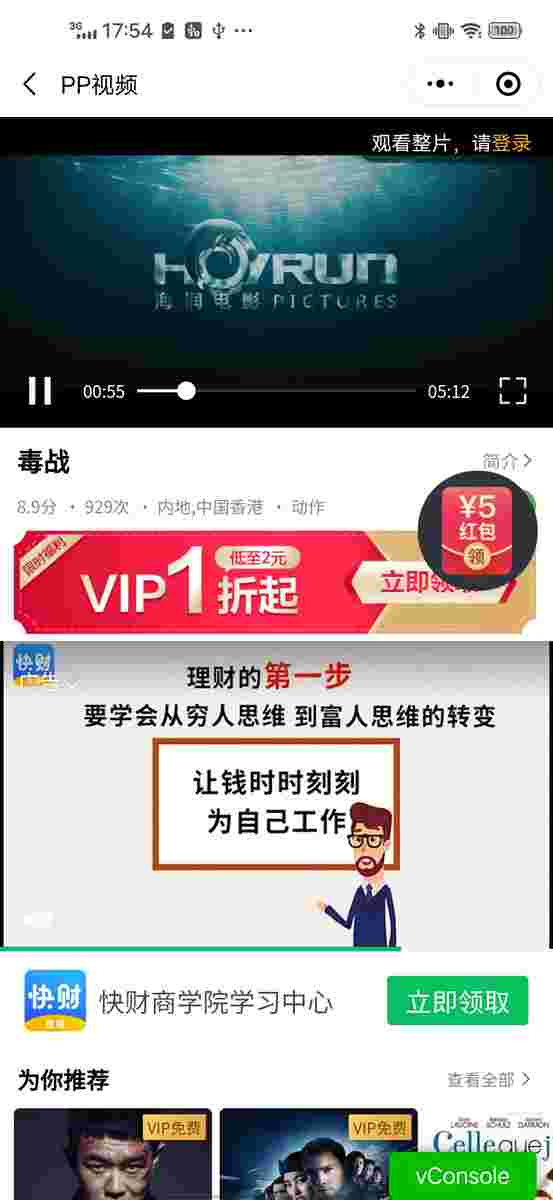 3G 17:54 100
PP视频
观看整片，请登录
HOYRUN
海润电影 PICTURES
00:55 05:12
毒战 简介
8.9分 · 929次 · 内地,中国香港 · 动作
限时福利
VIP1折起
低至2元
立即领
¥5
红包
领
快财
广告
理财的第一步
要学会从穷人思维 到富人思维的转变
让钱时时刻刻
为自己工作
快财
快财商学院学习中心
立即领取
为你推荐 查看全部
VIP免费
VIP免费
vConsole